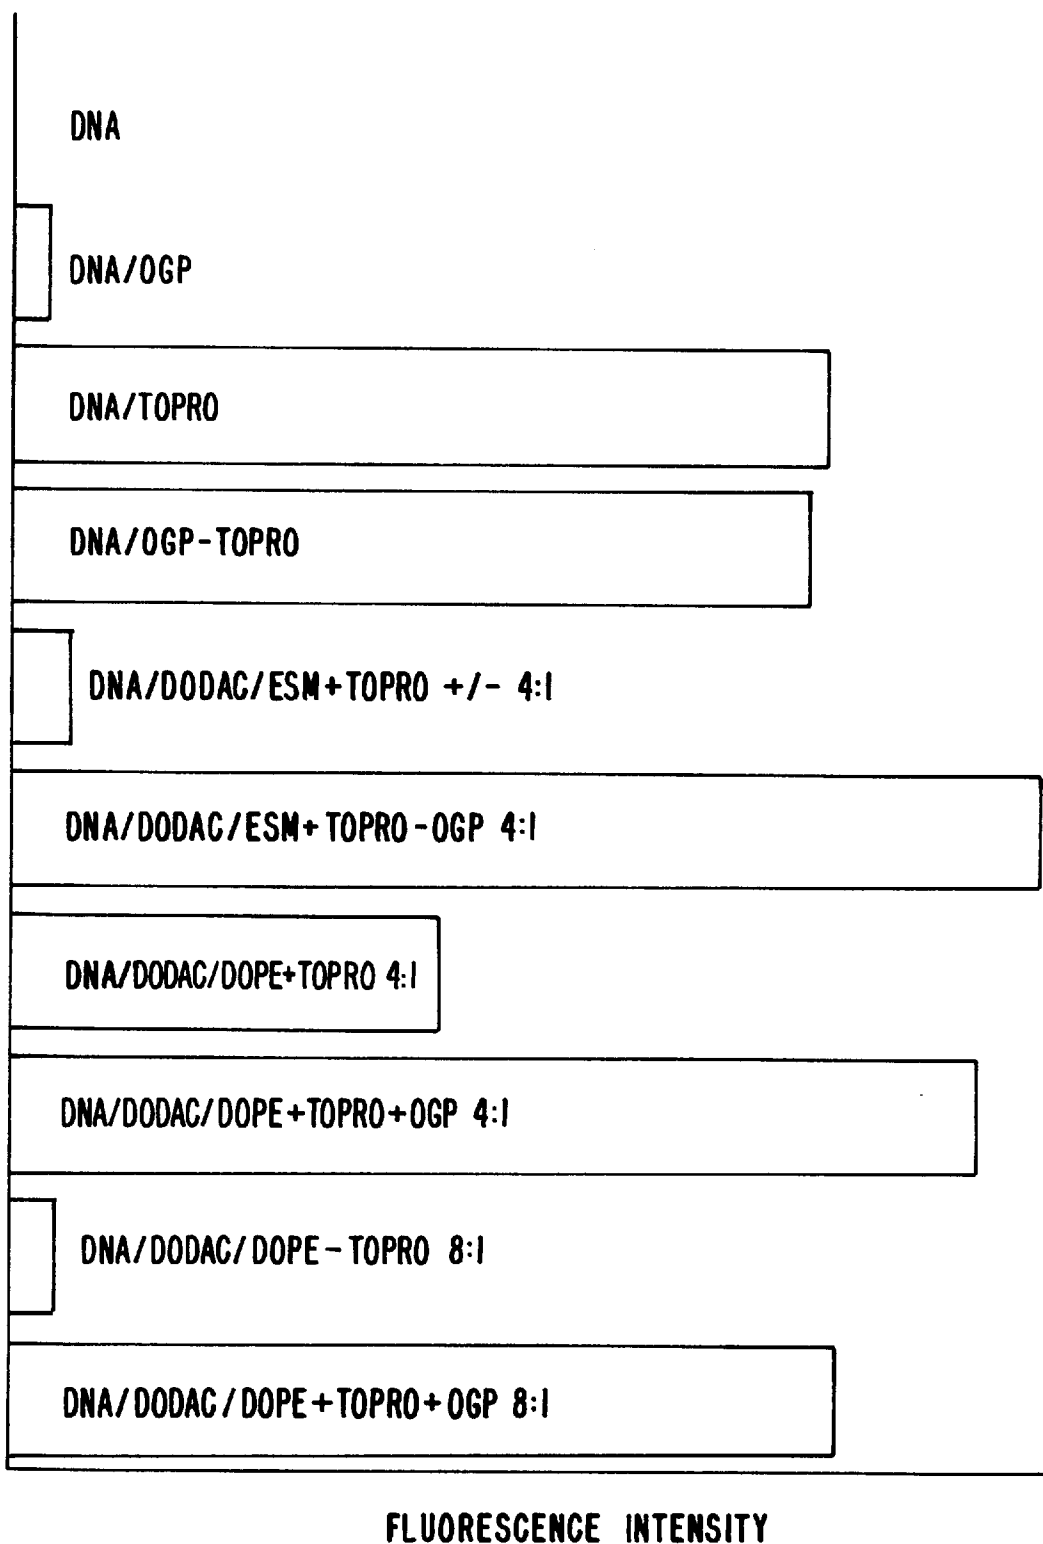 DNA
DNA/OGP
DNA/TOPRO
DNA/OGP-TOPRO
DNA/DODAC/ESM+TOPRO +/- 4:1
DNA/DODAC/ESM+TOPRO-OGP 4:1
DNA/DODAC/DOPE+TOPRO 4:1
DNA/DODAC/DOPE+TOPRO+OGP 4:1
DNA/DODAC/DOPE-TOPRO 8:1
DNA/DODAC/DOPE+TOPRO+OGP 8:1
FLUORESCENCE INTENSITY